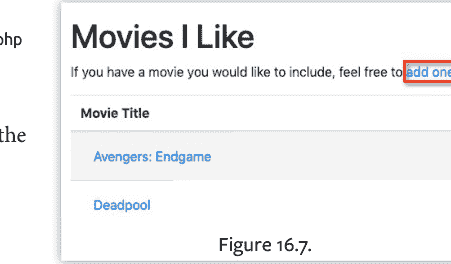 Movies I Like
php
If you have a movie you would like to include, feel free to add one
Movie Title
the
Avengers: Endgame
Deadpool
Figure 16.7.